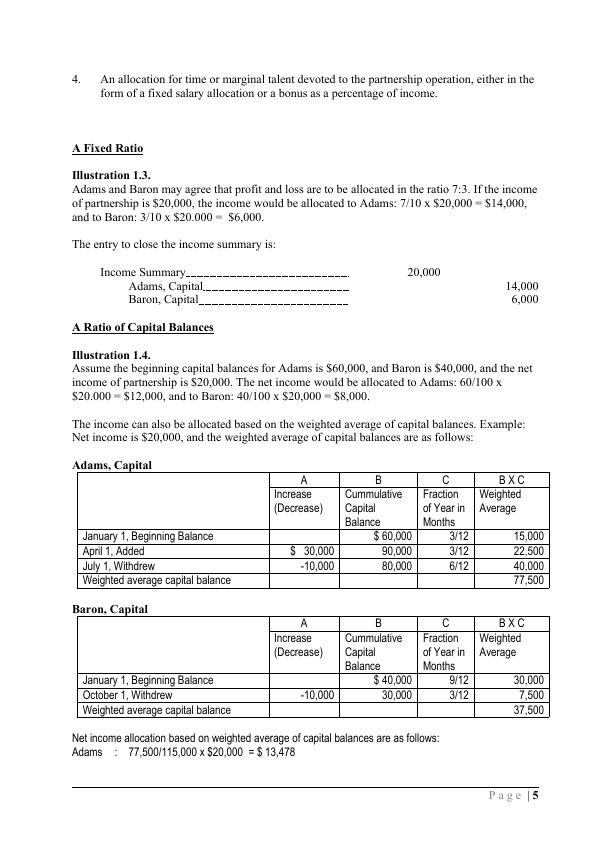 4. An allocation for time or marginal talent devoted to the partnership operation, either in the
form of a fixed salary allocation or a bonus as a percentage of income.
A Fixed Ratio
Illustration 1.3.
Adams and Baron may agree that profit and loss are to be allocated in the ratio 7:3. If the income
of partnership is $20,000, the income would be allocated to Adams: 7/10 x $20,000 = $14,000,
and to Baron: 3/10 x $20.000 = $6,000.
The entry to close the income summary is:
Income Summary 20,000
Adams, Capital 14,000
Baron, Capital 6,000
A Ratio of Capital Balances
Illustration 1.4.
Assume the beginning capital balances for Adams is $60,000, and Baron is $40,000, and the net
income of partnership is $20,000. The net income would be allocated to Adams: 60/100 x
$20.000 = $12,000, and to Baron: 40/100 x $20,000 = $8,000.
The income can also be allocated based on the weighted average of capital balances. Example:
Net income is $20,000, and the weighted average of capital balances are as follows:
Adams, Capital
A B C B X C
Increase Cummulative Fraction Weighted
(Decrease) Capital of Year in Average
Balance Months
January 1, Beginning Balance $ 60,000 3/12 15,000
April 1, Added $ 30,000 90,000 3/12 22,500
July 1, Withdrew -10,000 80,000 6/12 40,000
Weighted average capital balance 77,500
Baron, Capital
A B C B X C
Increase Cummulative Fraction Weighted
(Decrease) Capital of Year in Average
Balance Months
January 1, Beginning Balance $ 40,000 9/12 30,000
October 1, Withdrew -10,000 30,000 3/12 7,500
Weighted average capital balance 37,500
Net income allocation based on weighted average of capital balances are as follows:
Adams : 77,500/115,000 x $20,000 = $ 13,478
Page | 5